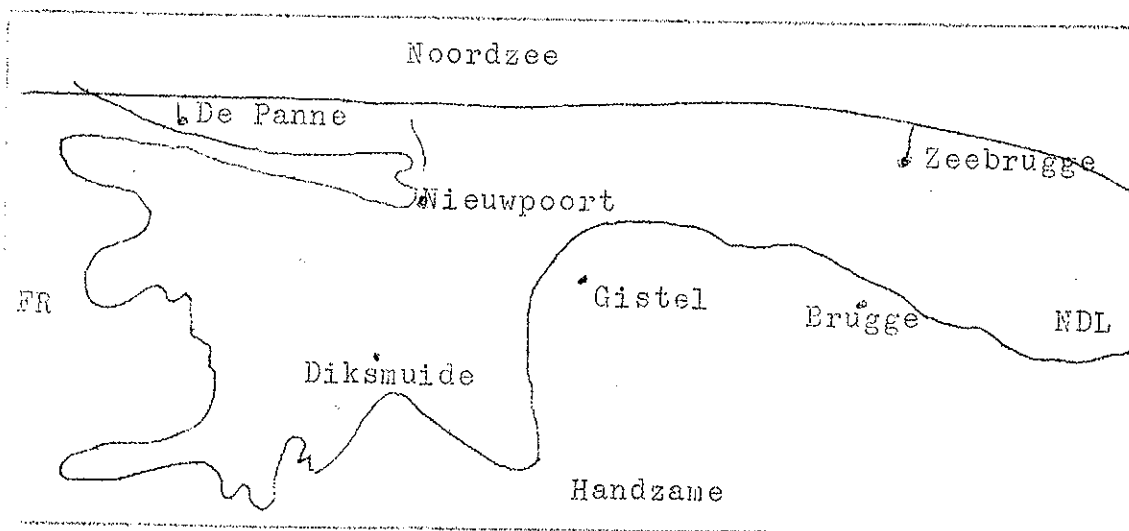 Noordzee
De Panne
Zeebrugge
Nieuwpoort
FR
Gistel
Brugge
NDL
Diksmuide
Handzame